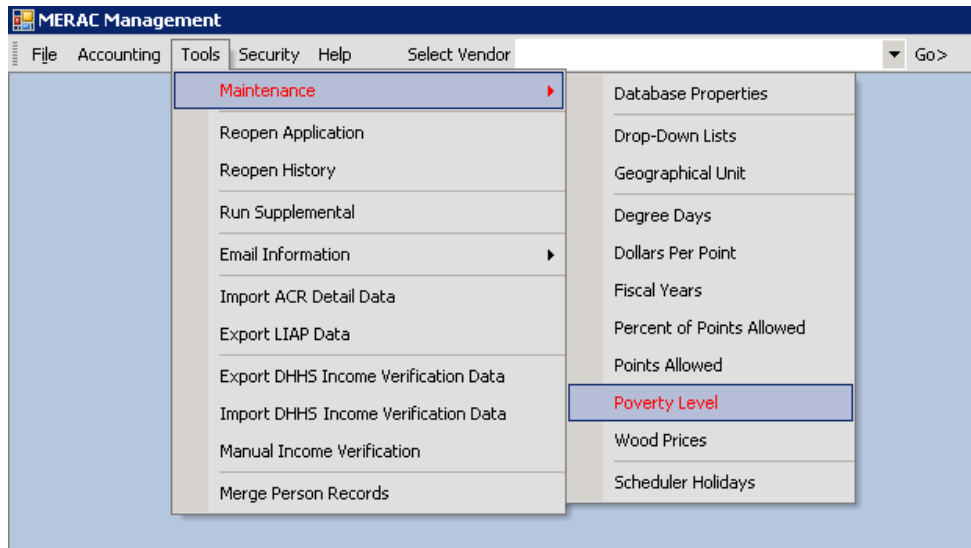 MERAC Management
File Accounting Tools Security Help Select Vendor Go>
Maintenance
Reopen Application
Reopen History
Run Supplemental
Email Information
Import ACR Detail Data
Export LIAP Data
Export DHHS Income Verification Data
Import DHHS Income Verification Data
Manual Income Verification
Merge Person Records
Database Properties
Drop-Down Lists
Geographical Unit
Degree Days
Dollars Per Point
Fiscal Years
Percent of Points Allowed
Points Allowed
Poverty Level
Wood Prices
Scheduler Holidays